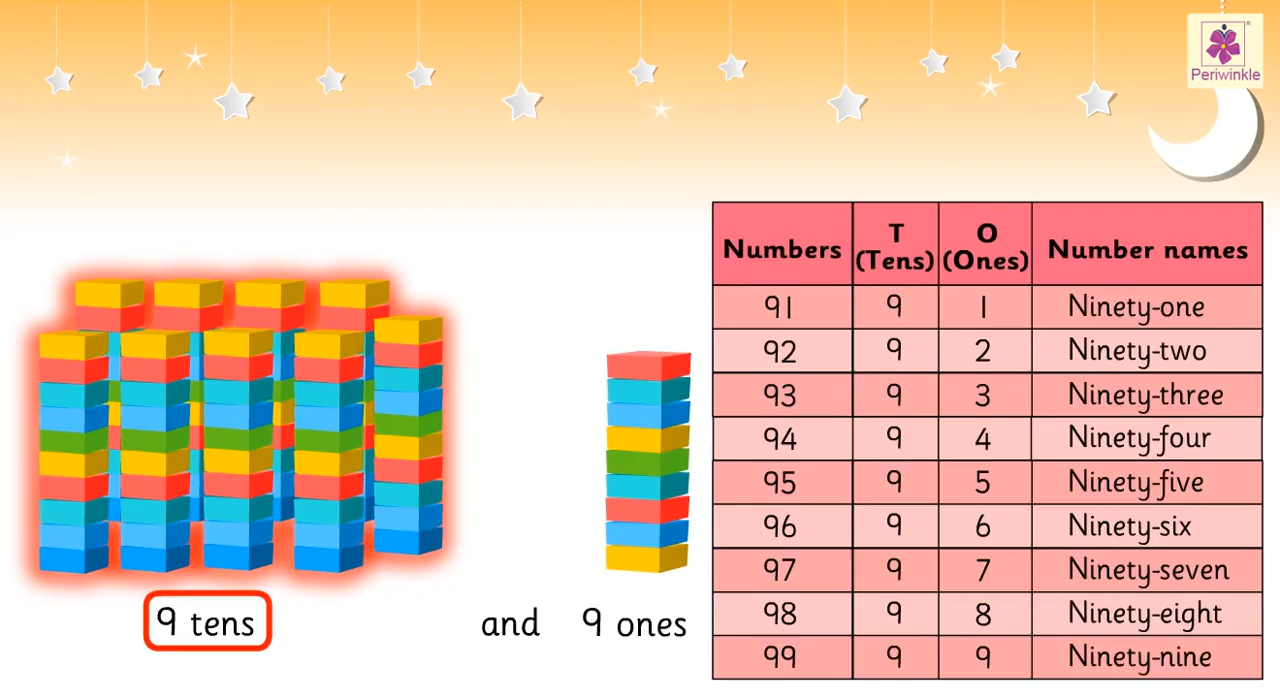 Periwinkle
Numbers T (Tens) O (Ones) Number names
91 9 1 Ninety-one
92 9 2 Ninety-two
93 9 3 Ninety-three
94 9 4 Ninety-four
95 9 5 Ninety-five
96 9 6 Ninety-six
97 9 7 Ninety-seven
98 9 8 Ninety-eight
99 9 9 Ninety-nine
9 tens and 9 ones